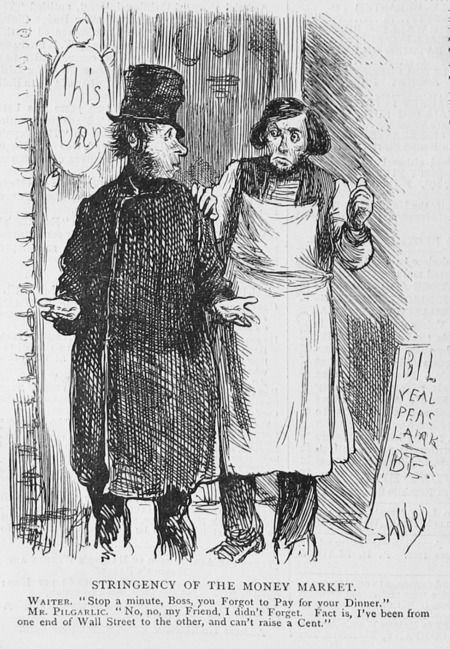 This
Day
BIL
VEAL
PEAS
Abbey
STRINGENCY OF THE MONEY MARKET.
WAITER. "Stop a minute, Boss, you Forgot to Pay for your Dinner."
MR. PILGARLIC. "No, no, my Friend, I didn't Forget. Fact is, I've been from
one end of Wall Street to the other, and can't raise a Cent."